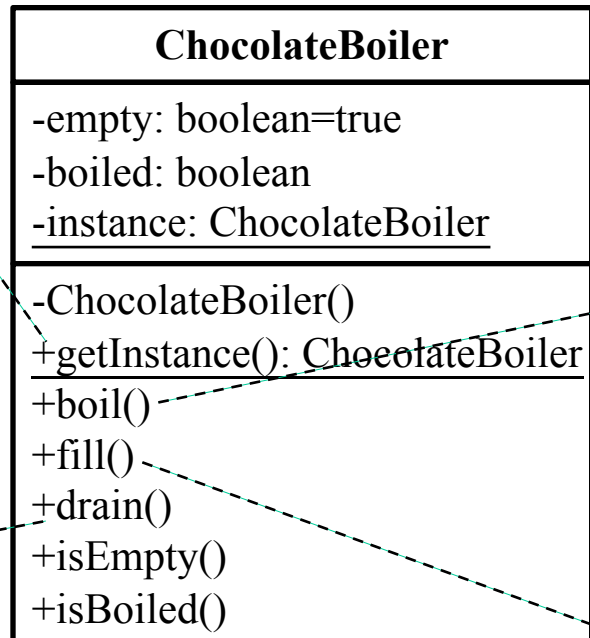 ChocolateBoiler
-empty: boolean=true
-boiled: boolean
-instance: ChocolateBoiler
-ChocolateBoiler()
+getInstance(): ChocolateBoiler
+boil()
+fill()
+drain()
+isEmpty()
+isBoiled()